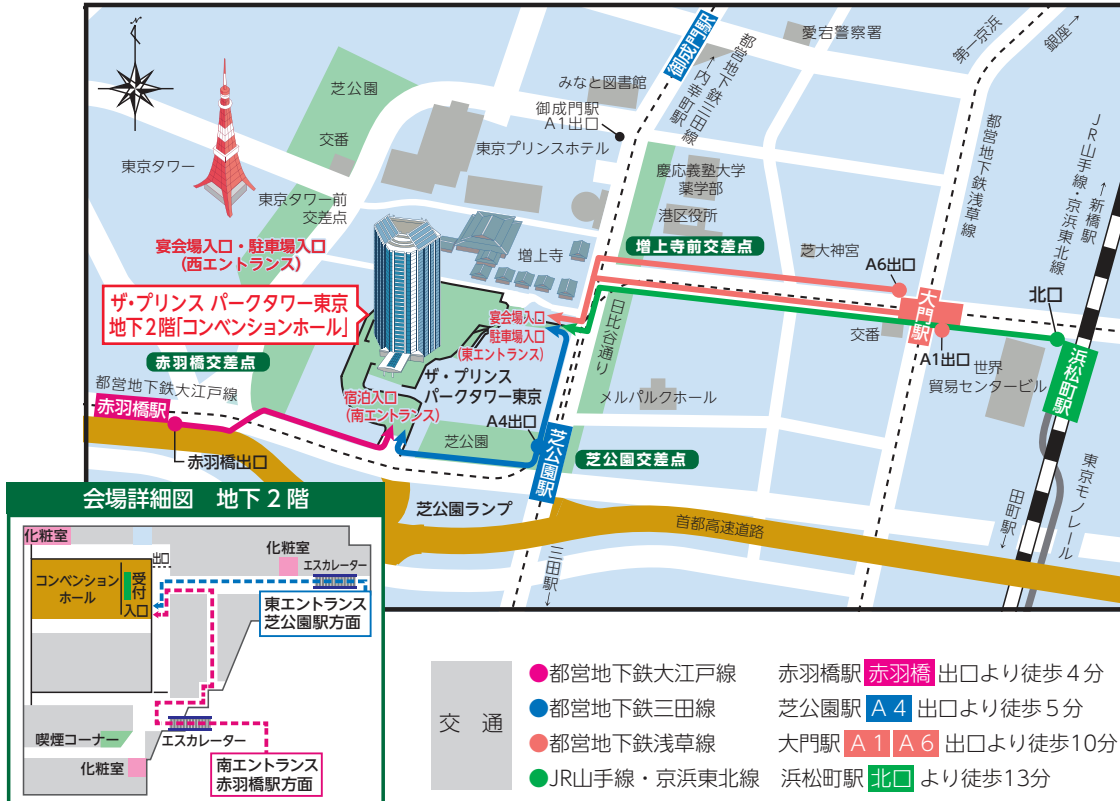 愛宕警察署
第一京浜
銀座→
御成門駅
都営地下鉄三田線
←内幸町駅
みなと図書館
芝公園
御成門駅
A1出口
JR山手線・京浜東北線
→新橋駅
都営地下鉄浅草線
交番
東京プリンスホテル
東京タワー
慶応義塾大学
薬学部
東京タワー前
交差点
港区役所
宴会場入口・駐車場入口
(西エントランス)
増上寺
増上寺前交差点
芝大神宮
A6出口
北口
ザ・プリンス パークタワー東京
地下2階「コンベンションホール」
宴会場入口
駐車場入口
(東エントランス)
日比谷通り
大門駅
交番
A1出口
世界
貿易センタービル
浜松町駅
赤羽橋交差点
ザ・プリンス
パークタワー東京
都営地下鉄大江戸線
宿泊入口
(南エントランス)
メルパルクホール
赤羽橋駅
A4出口
芝公園
芝公園駅
芝公園交差点
赤羽橋出口
東京モノレール
田町駅→
芝公園ランプ
首都高速道路
三田駅→
会場詳細図 地下2階
化粧室
出口
化粧室
エスカレーター
コンベンション
ホール
受付
入口
東エントランス
芝公園駅方面
喫煙コーナー
エスカレーター
化粧室
南エントランス
赤羽橋駅方面
交 通
●都営地下鉄大江戸線 赤羽橋駅 赤羽橋 出口より徒歩4分
●都営地下鉄三田線 芝公園駅 A4 出口より徒歩5分
●都営地下鉄浅草線 大門駅 A1 A6 出口より徒歩10分
●JR山手線・京浜東北線 浜松町駅 北口 より徒歩13分